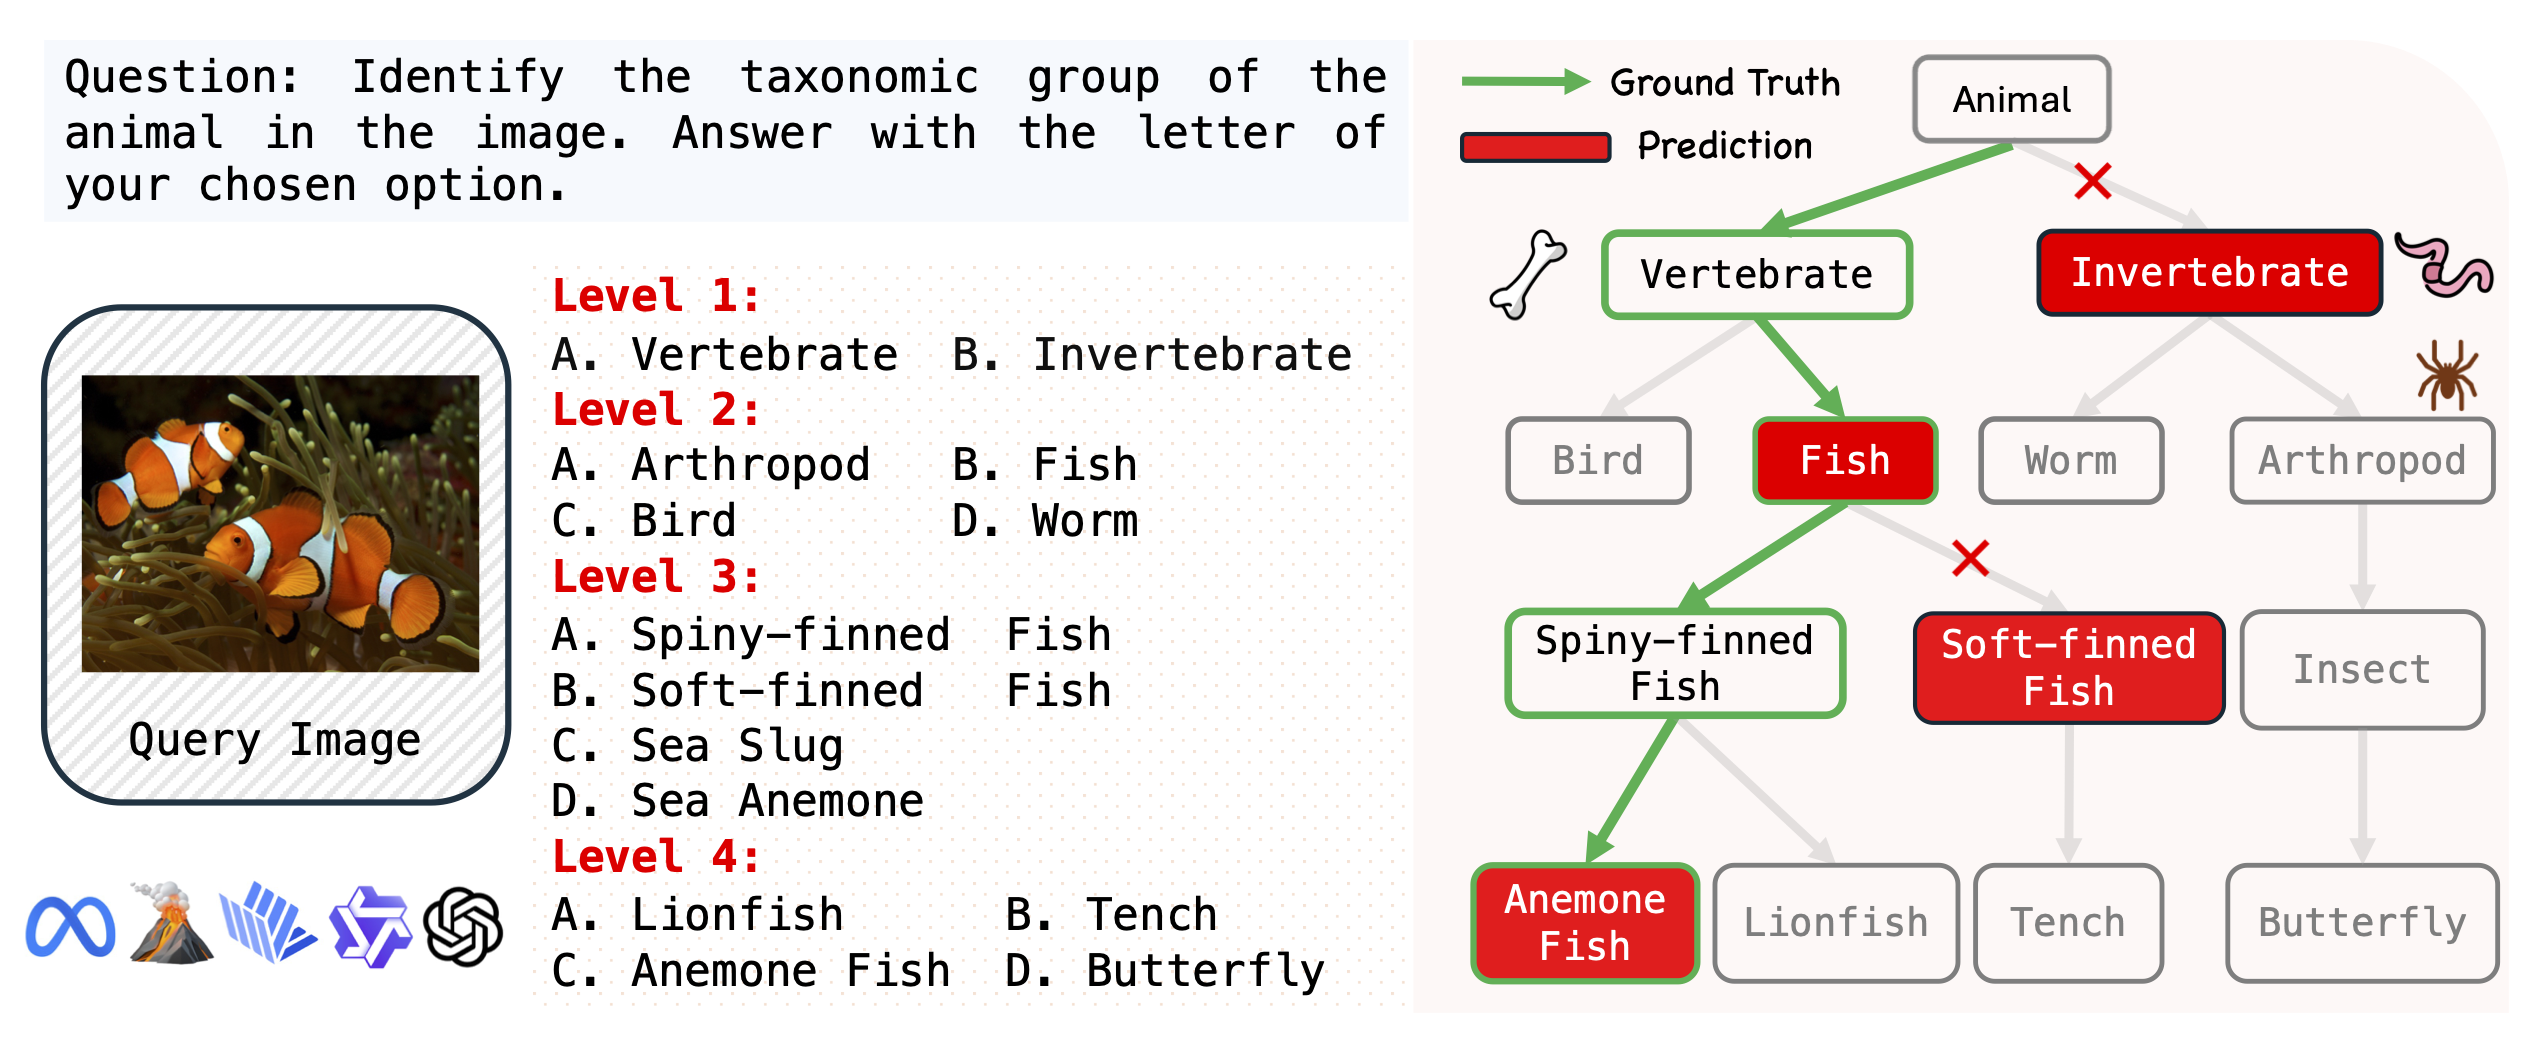 Question: Identify the taxonomic group of the
animal in the image. Answer with the letter of
your chosen option.
Query Image
Level 1:
A. Vertebrate B. Invertebrate
Level 2:
A. Arthropod B. Fish
C. Bird D. Worm
Level 3:
A. Spiny-finned Fish
B. Soft-finned Fish
C. Sea Slug
D. Sea Anemone
Level 4:
A. Lionfish B. Tench
C. Anemone Fish D. Butterfly
Ground Truth
Prediction
Animal
Vertebrate
Invertebrate
Bird
Fish
Worm
Arthropod
Spiny-finned
Fish
Soft-finned
Fish
Insect
Anemone
Fish
Lionfish
Tench
Butterfly